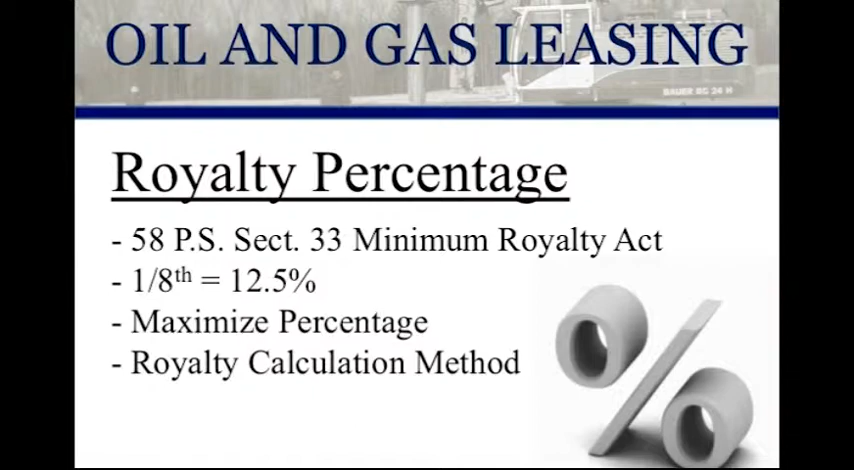 OIL AND GAS LEASING
BAUER BG 24 H
Royalty Percentage
- 58 P.S. Sect. 33 Minimum Royalty Act
- 1/8th = 12.5%
- Maximize Percentage
- Royalty Calculation Method